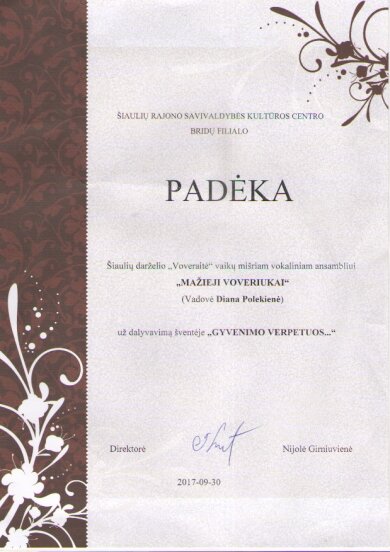 ŠIAULIŲ RAJONO SAVIVALDYBĖS KULTŪROS CENTRO
BRIDŲ FILIALO
PADĖKA
Šiaulių darželio „Voveraitė“ vaikų mišriam vokaliniam ansambliui
„MAŽIEJI VOVERIUKAI“
(Vadovė Diana Polekienė)
už dalyvavimą šventėje „GYVENIMO VERPETUOS...“
Direktorė Nijolė Girniuvienė
2017-09-30